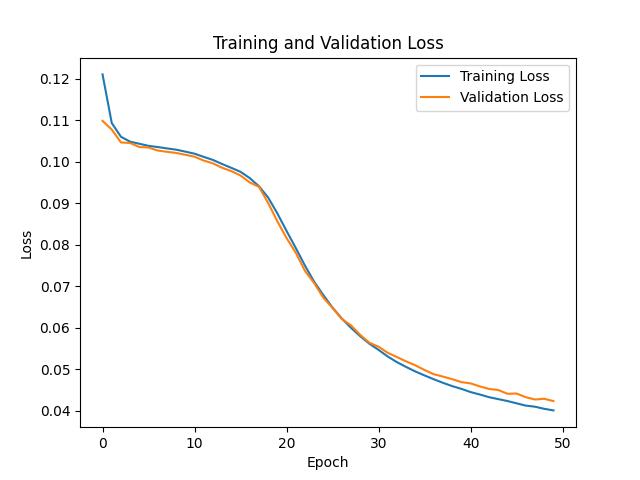 Training and Validation Loss
Training Loss
Validation Loss
0.12
0.11
0.10
0.09
0.08
0.07
0.06
0.05
0.04
Loss
0 10 20 30 40 50
Epoch